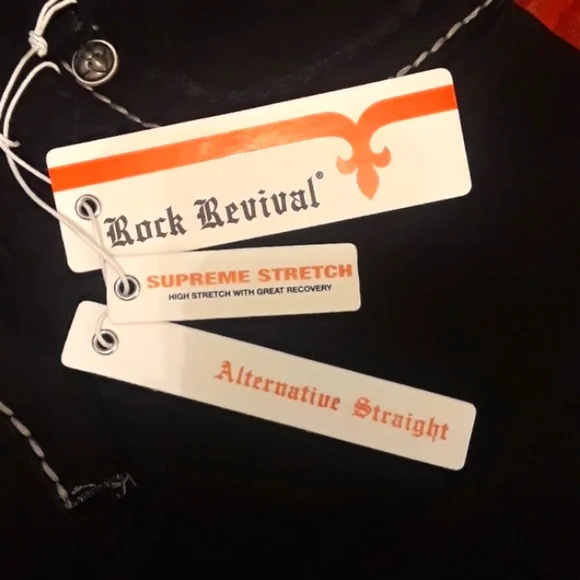 Rock Revival®
SUPREME STRETCH
HIGH STRETCH WITH GREAT RECOVERY
Alternative Straight